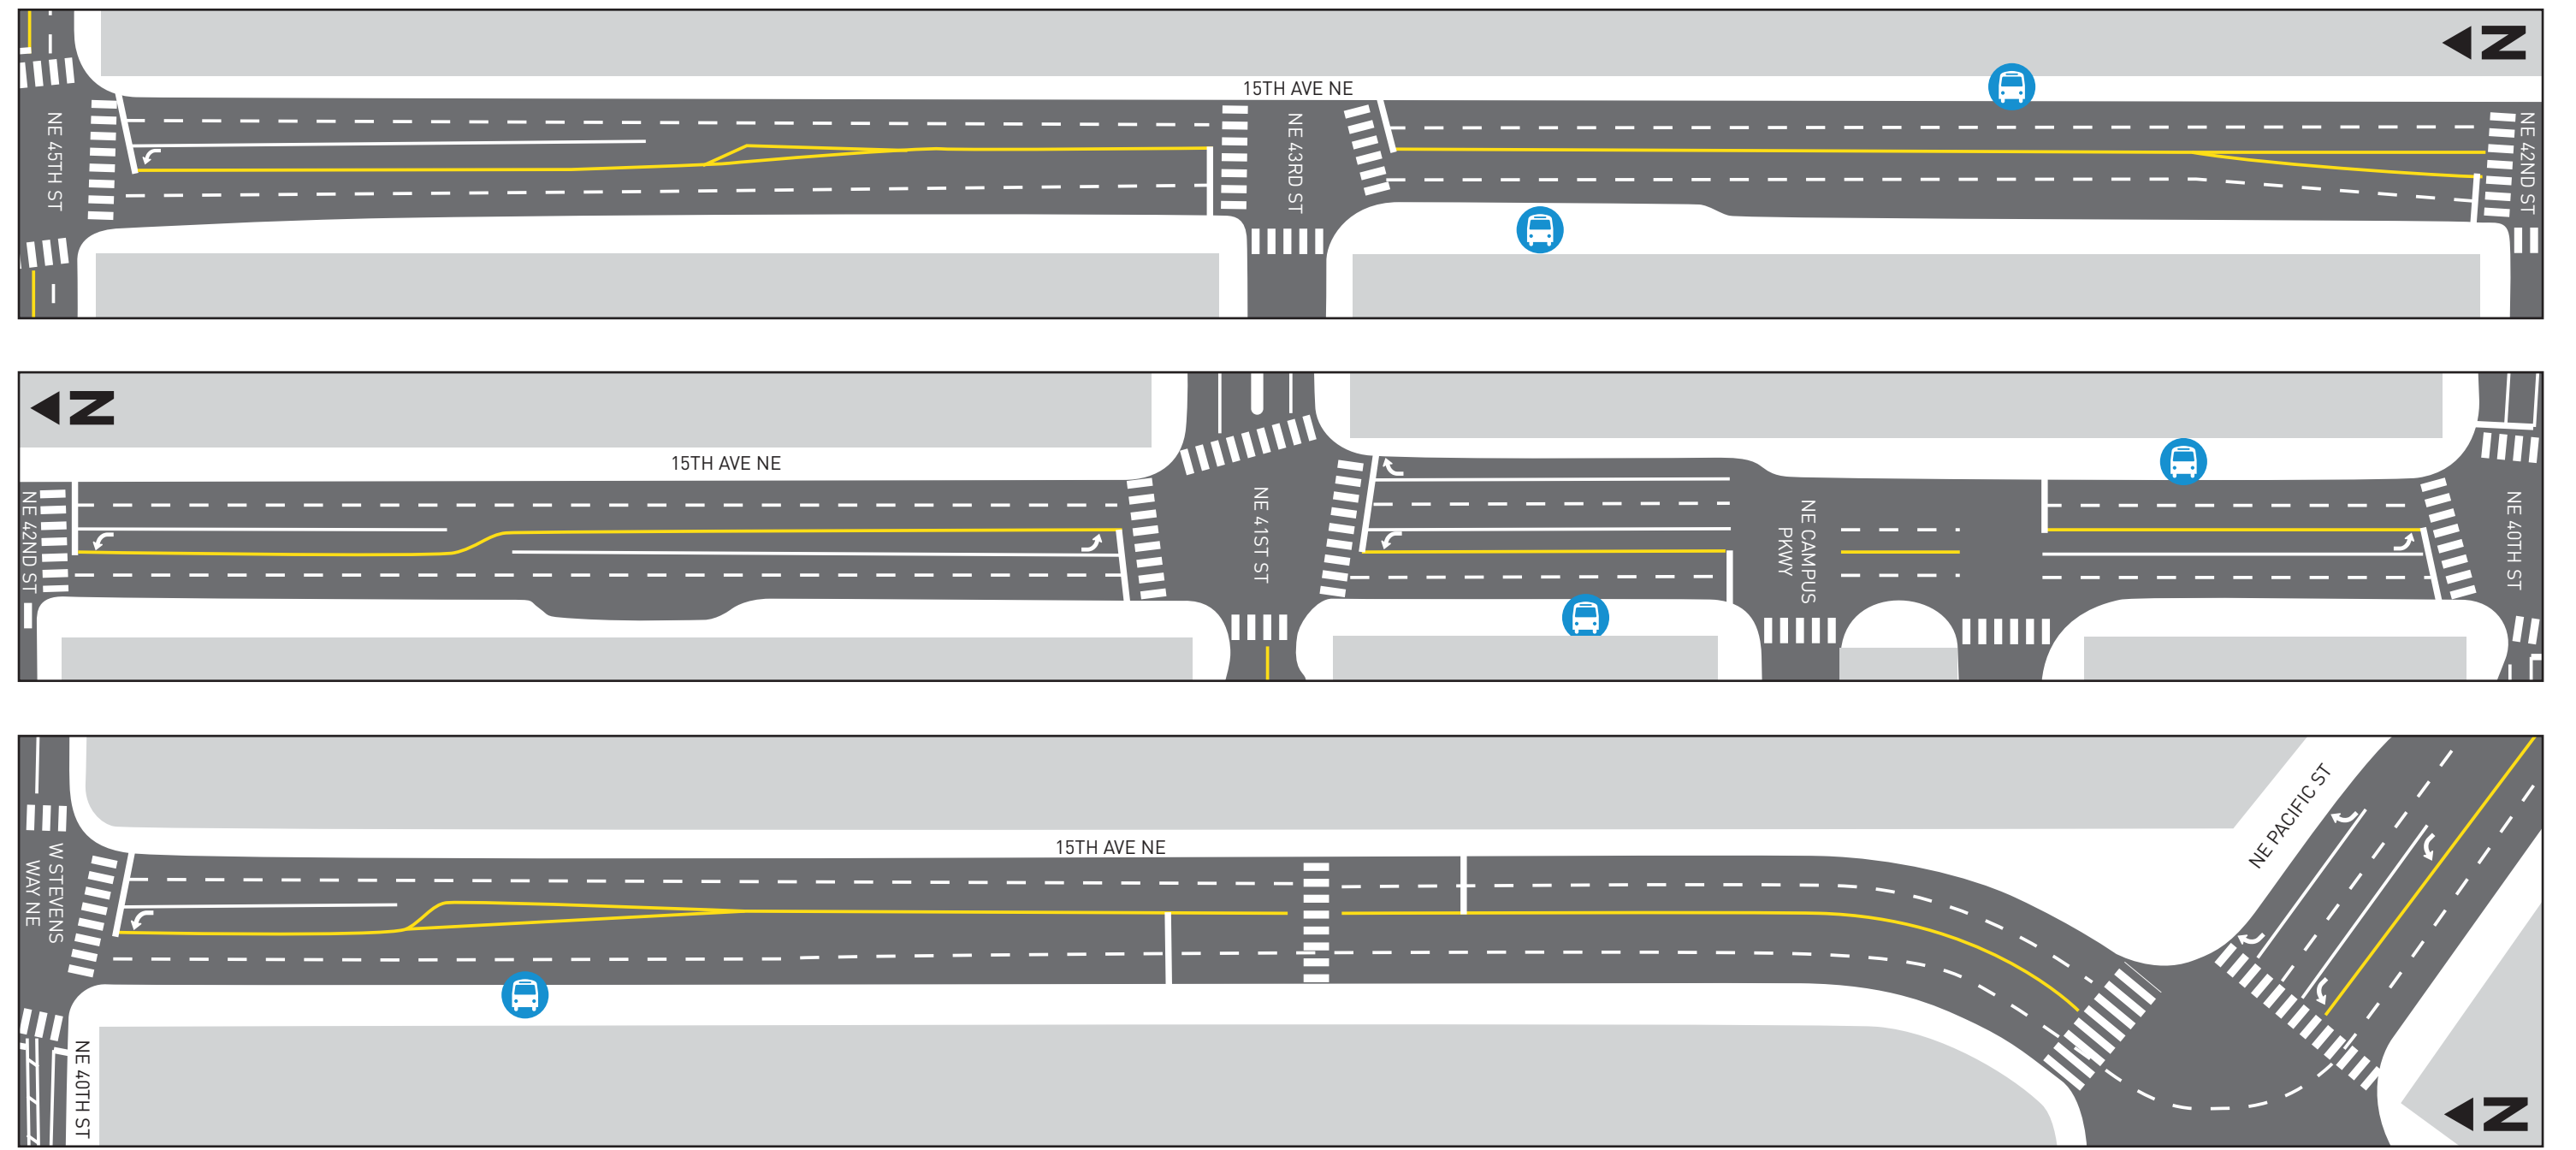 N
15TH AVE NE
NE 45TH ST
NE 43RD ST
NE 42ND ST
N
15TH AVE NE
NE 42ND ST
NE 41ST ST
NE CAMPUS
PKWY
NE 40TH ST
15TH AVE NE
W STEVENS
WAY NE
NE PACIFIC ST
NE 40TH ST
N